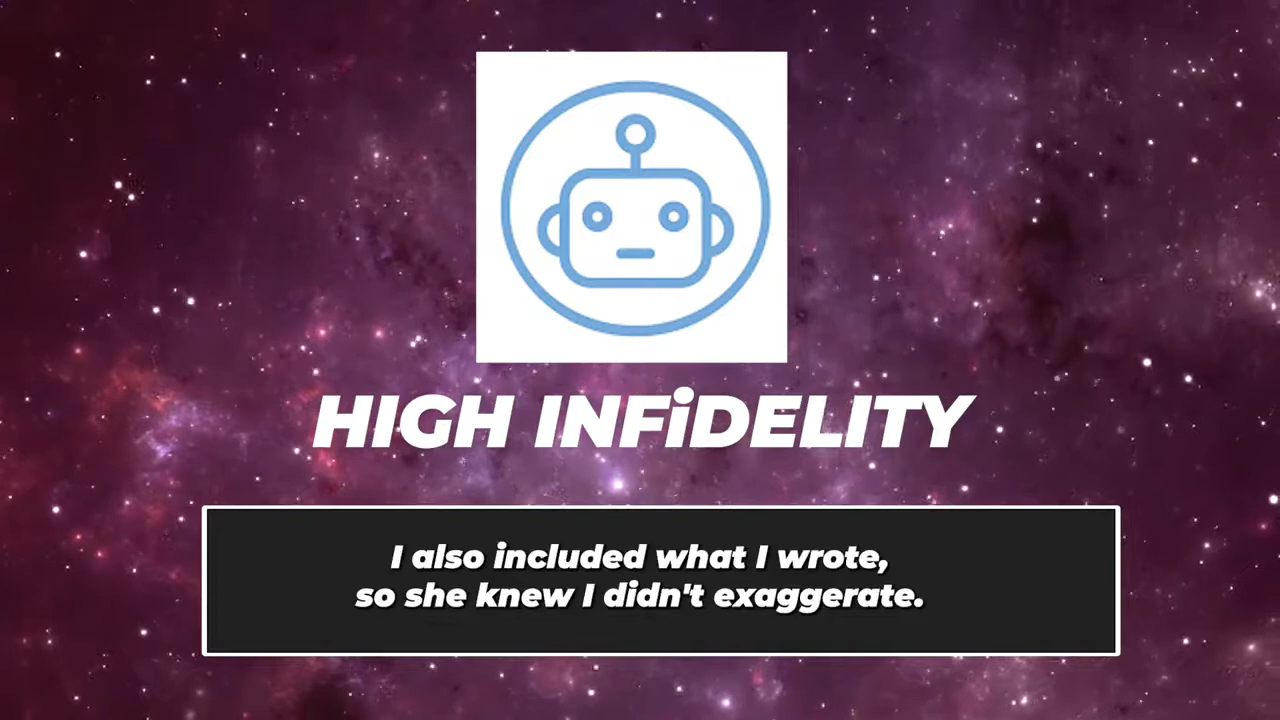 HIGH INFiDELITY
I also included what I wrote,
so she knew I didn't exaggerate.